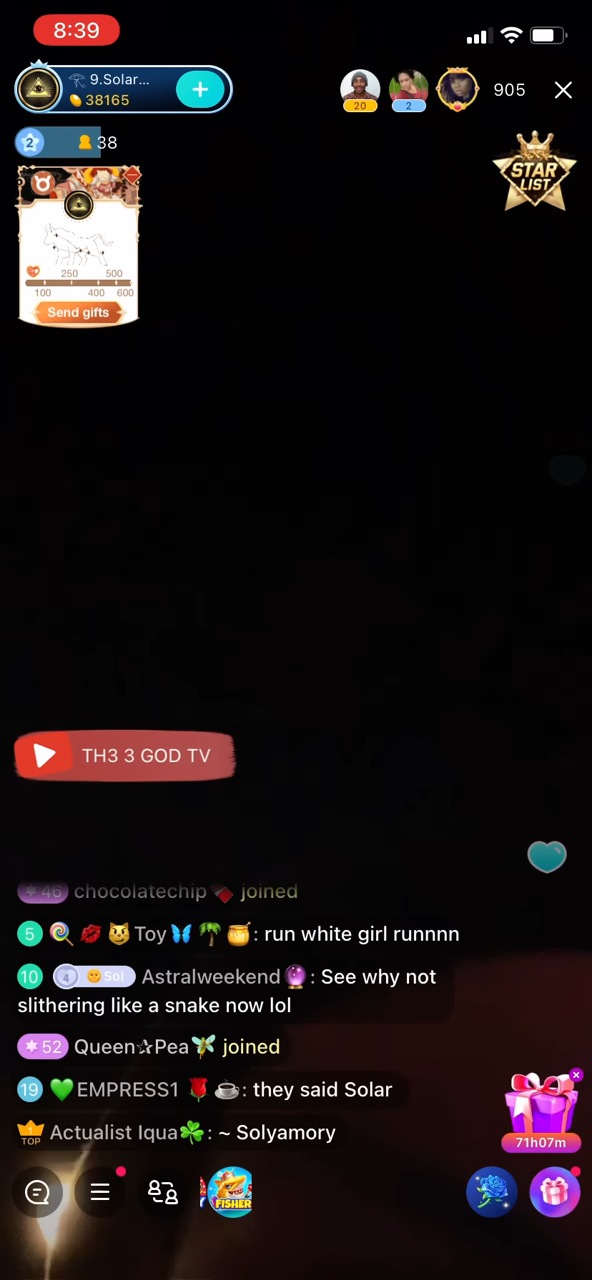 8:39
9.Solar...
38165
20
2
905
2
38
STAR
LIST
250 500
100 400 600
Send gifts
TH3 3 GOD TV
46 chocolatechip joined
5 Toy : run white girl runnnn
10 4 Sol Astralweekend : See why not
slithering like a snake now lol
52 Queen✰Pea joined
19 EMPRESS1 : they said Solar
1 TOP Actualist Iqua : ~ Solyamory
71h07m
FISHER